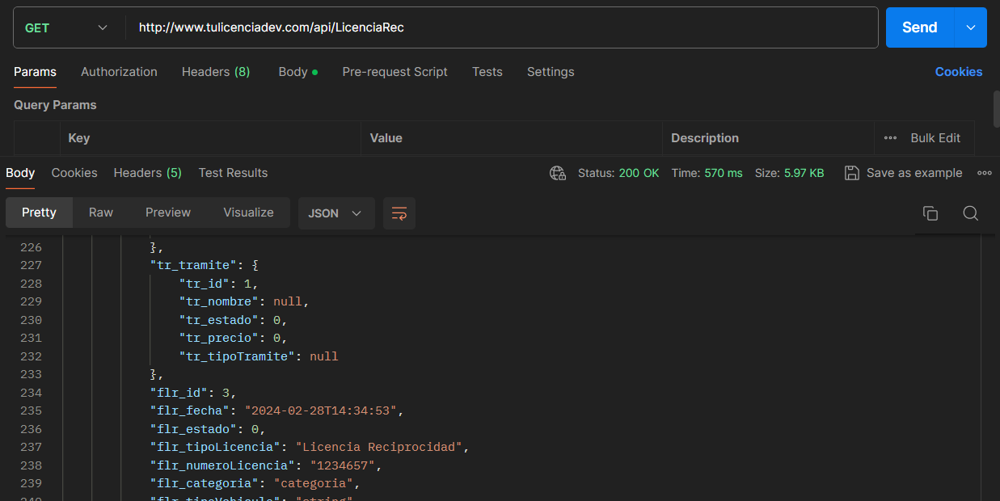 GET http://www.tulicenciadev.com/api/LicenciaRec Send
Params Authorization Headers (8) Body Pre-request Script Tests Settings Cookies
Query Params
Key Value Description ••• Bulk Edit
Body Cookies Headers (5) Test Results Status: 200 OK Time: 570 ms Size: 5.97 KB Save as example •••
Pretty Raw Preview Visualize JSON
226 },
227 "tr_tramite": {
228 "tr_id": 1,
229 "tr_nombre": null,
230 "tr_estado": 0,
231 "tr_precio": 0,
232 "tr_tipoTramite": null
233 },
234 "flr_id": 3,
235 "flr_fecha": "2024-02-28T14:34:53",
236 "flr_estado": 0,
237 "flr_tipoLicencia": "Licencia Reciprocidad",
238 "flr_numeroLicencia": "1234657",
239 "flr_categoria": "categoria",
240 "flr_tipoVehiculo": "string"